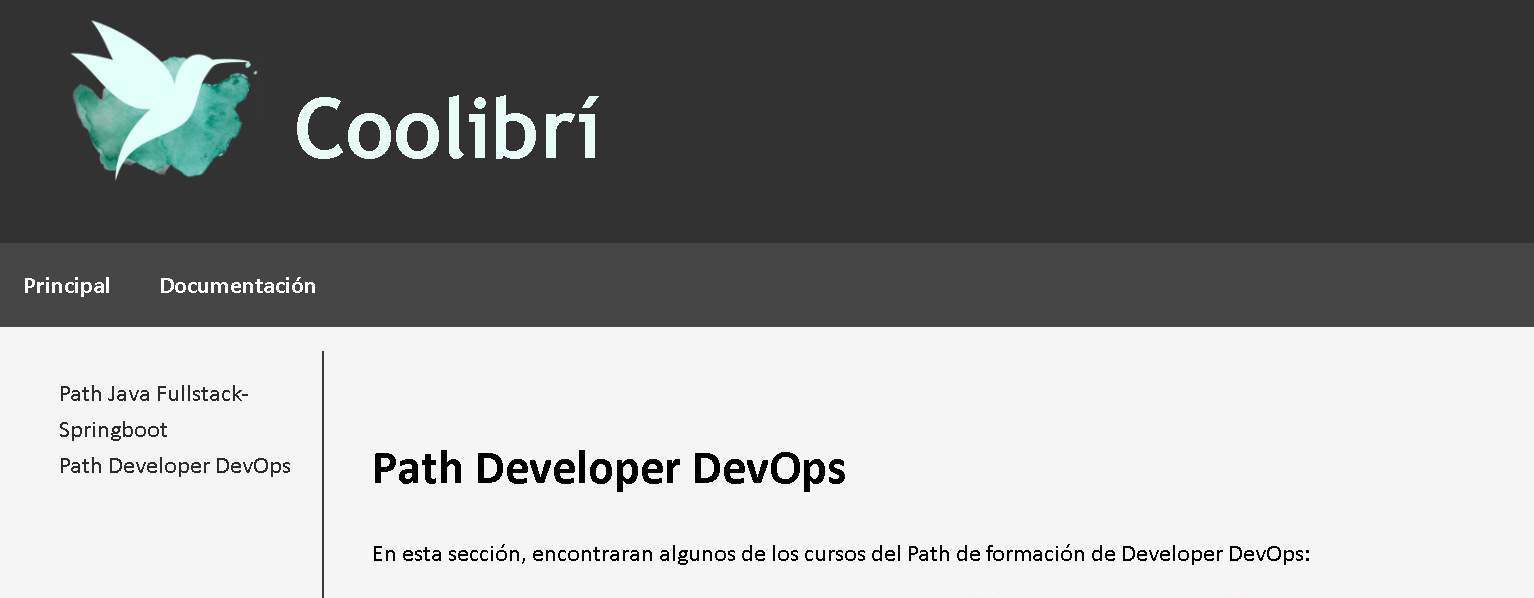 Coolibrí
Principal
Documentación
Path Java Fullstack-
Springboot
Path Developer DevOps
Path Developer DevOps
En esta sección, encontraran algunos de los cursos del Path de formación de Developer DevOps: